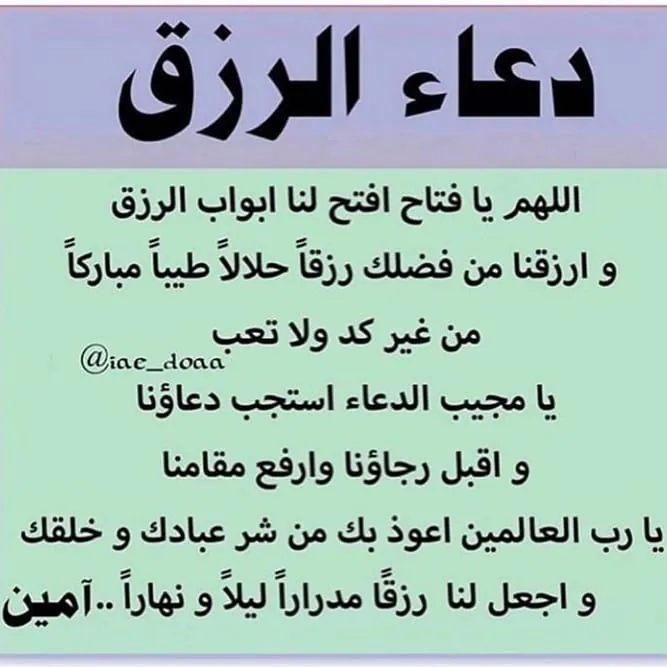 دعاء الرزق
اللهم يا فتاح افتح لنا ابواب الرزق
و ارزقنا من فضلك رزقاً حلالاً طيباً مباركاً
من غير كد ولا تعب
@iae_doaa
يا مجيب الدعاء استجب دعاؤنا
و اقبل رجاؤنا وارفع مقامنا
يا رب العالمين اعوذ بك من شر عبادك و خلقك
و اجعل لنا رزقًا مدراراً ليلاً و نهاراً ..آمين